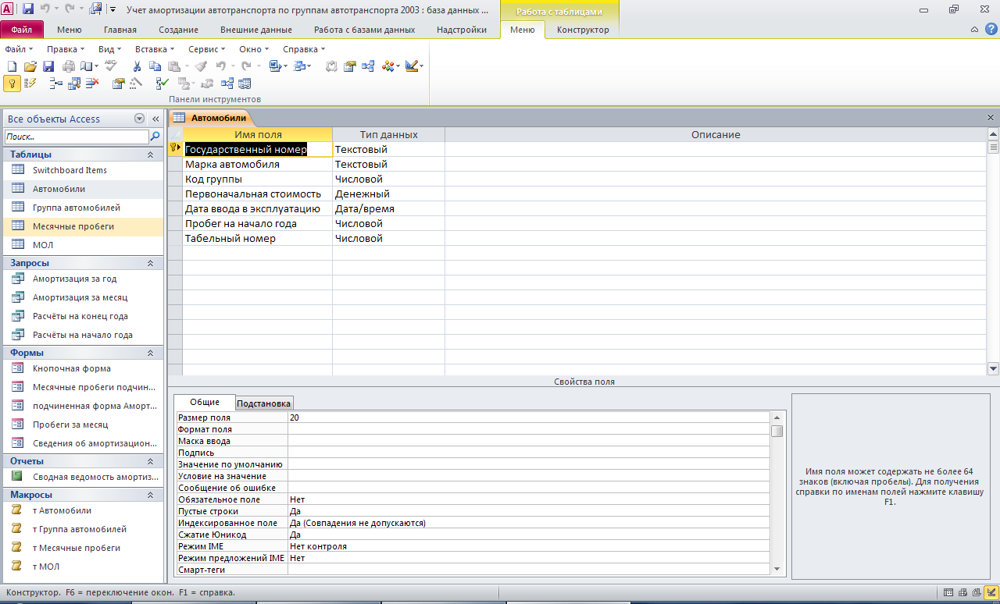 Учет амортизации автотранспорта по группам автотранспорта 2003 : база данных ...
Работа с таблицами
Файл Меню Главная Создание Внешние данные Работа с базами данных Надстройки Меню Конструктор
Файл Правка Вид Вставка Сервис Окно Справка
Панели инструментов
Все объекты Access
Поиск...
Таблицы
Switchboard Items
Автомобили
Группа автомобилей
Месячные пробеги
МОЛ
Запросы
Амортизация за год
Амортизация за месяц
Расчёты на конец года
Расчёты на начало года
Формы
Кнопочная форма
Месячные пробеги подчин...
подчиненная форма Аморт...
Пробеги за месяц
Сведения об амортизацион...
Отчеты
Сводная ведомость амортиз...
Макросы
т Автомобили
т Группа автомобилей
т Месячные пробеги
т МОЛ
Автомобили
Имя поля Тип данных Описание
Государственный номер Текстовый
Марка автомобиля Текстовый
Код группы Числовой
Первоначальная стоимость Денежный
Дата ввода в эксплуатацию Дата/время
Пробег на начало года Числовой
Табельный номер Числовой
Свойства поля
Общие Подстановка
Размер поля 20
Формат поля
Маска ввода
Подпись
Значение по умолчанию
Условие на значение
Сообщение об ошибке
Обязательное поле Нет
Пустые строки Да
Индексированное поле Да (Совпадения не допускаются)
Сжатие Юникод Да
Режим IME Нет контроля
Режим предложений IME Нет
Смарт-теги
Имя поля может содержать не более 64
знаков (включая пробелы). Для получения
справки по именам полей нажмите клавишу
F1.
Конструктор. F6 = переключение окон. F1 = справка.